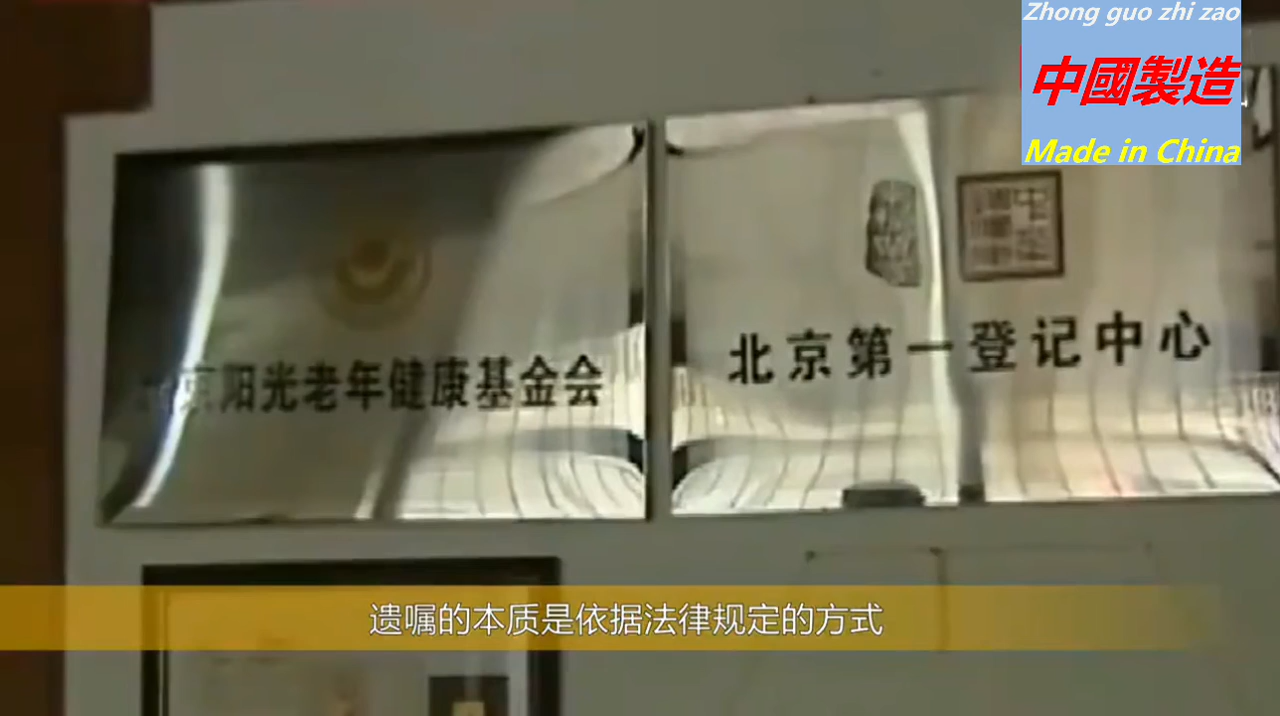 Zhong guo zhi zao
中國製造
Made in China
北京阳光老年健康基金会
北京第一登记中心
遗嘱的本质是依据法律规定的方式